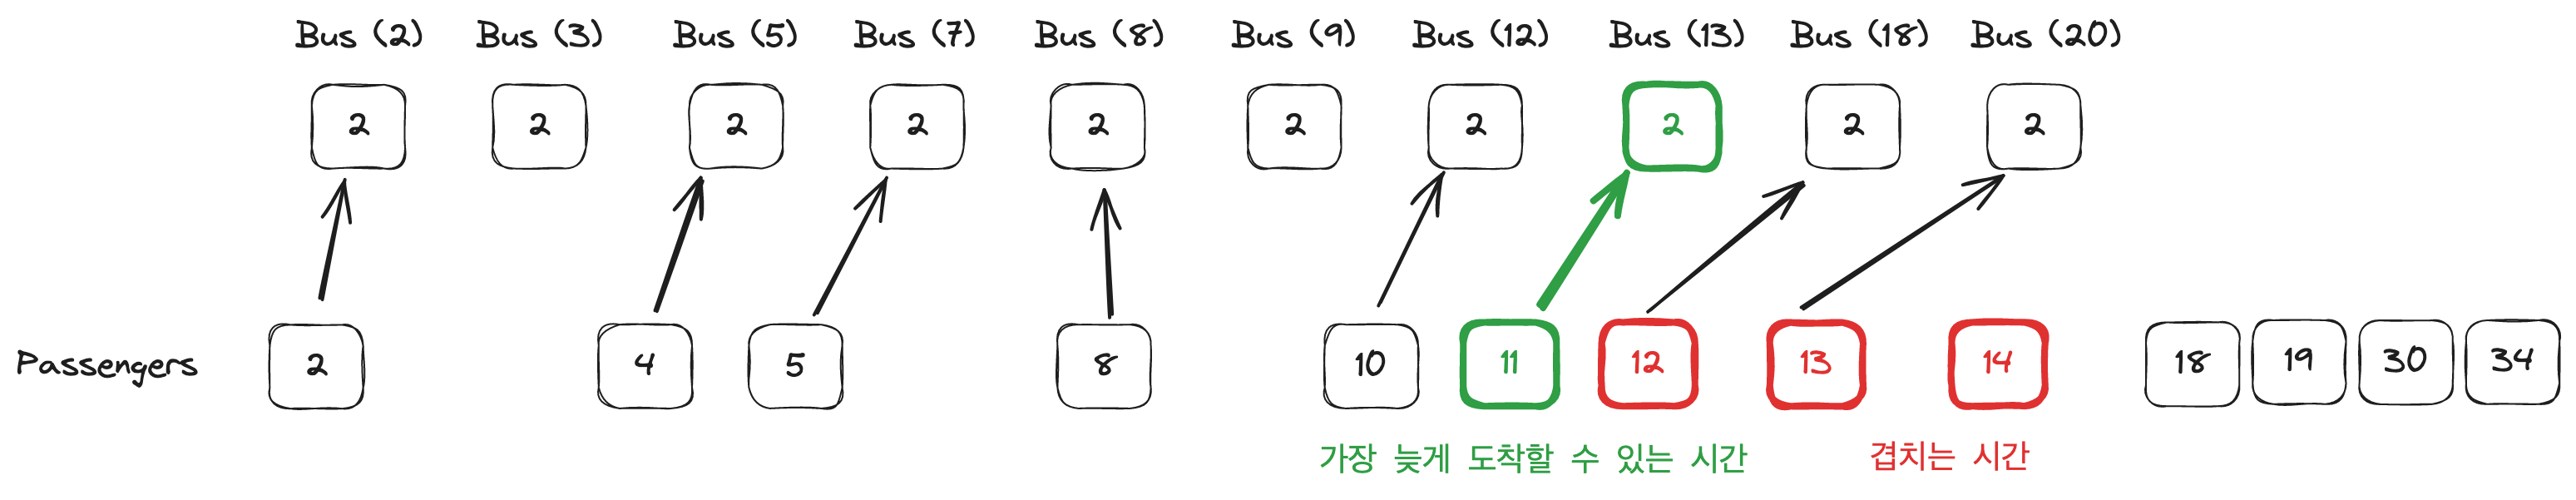 Bus (2) Bus (3) Bus (5) Bus (7) Bus (8) Bus (9) Bus (12) Bus (13) Bus (18) Bus (20)
2 2 2 2 2 2 2 2 2 2
Passengers 2 4 5 8 10 11 12 13 14 18 19 30 34
가장 늦게 도착할 수 있는 시간 겹치는 시간